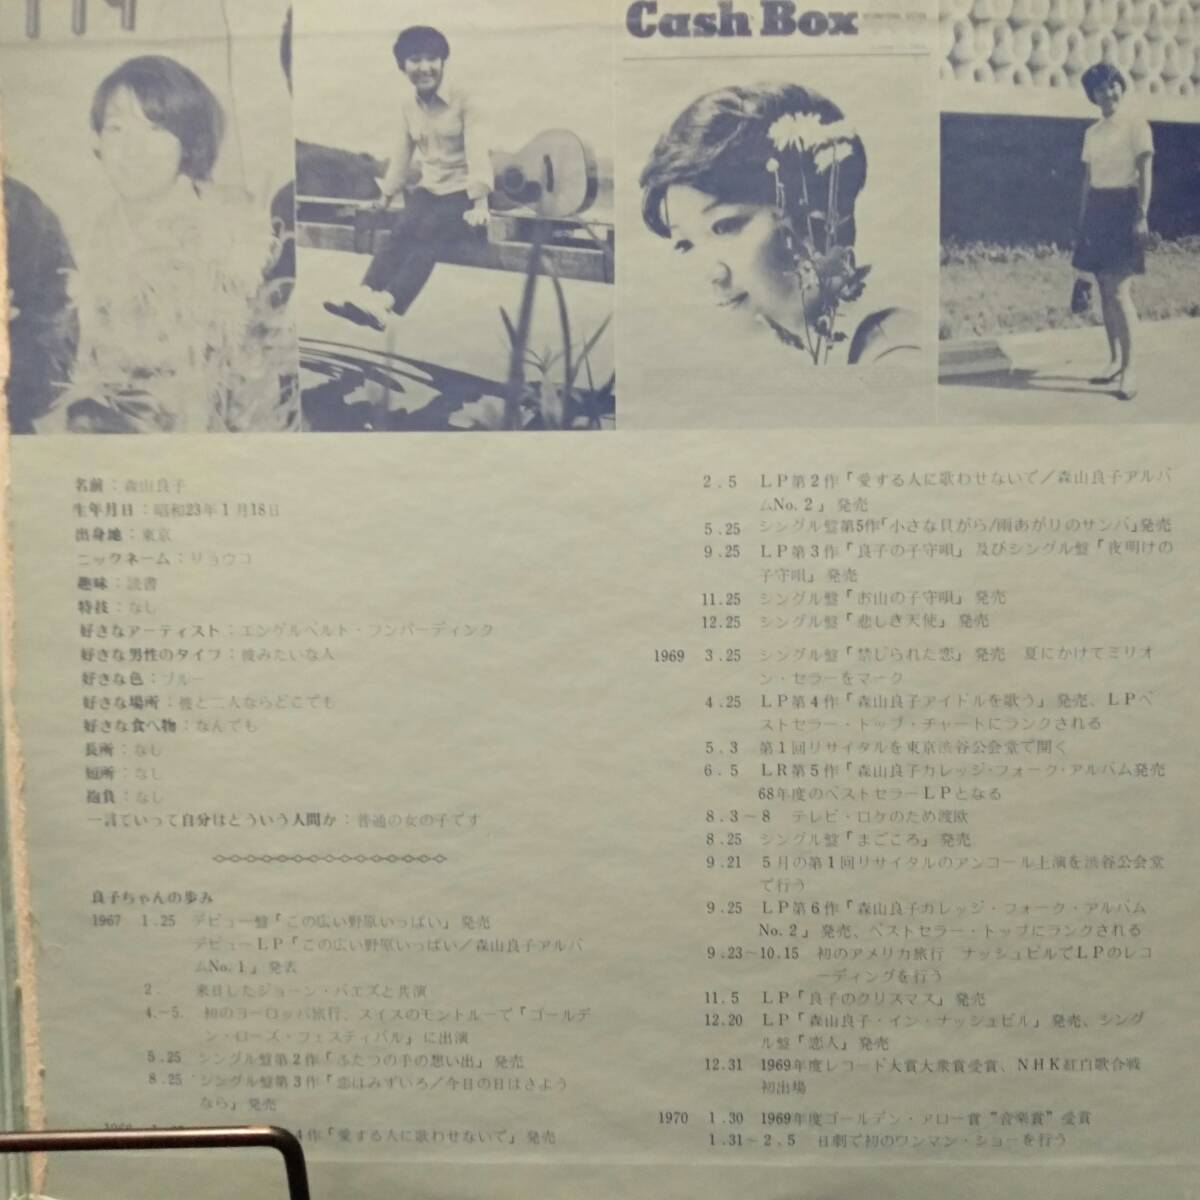 Cash Box
名前：森山良子
生年月日：昭和23年1月18日
出身地：東京
ニックネーム：リョウコ
趣味：読書
特技：なし
好きなアーティスト：エンゲルベルト・フンパーディンク
好きな男性のタイプ：彼みたいな人
好きな色：ブルー
好きな場所：彼と二人ならどこでも
好きな食べ物：なんでも
長所：なし
短所：なし
抱負：なし
一言でいって自分はどういう人間か：普通の女の子です
良子ちゃんの歩み
1967 1.25 デビュー盤「この広い野原いっぱい」発売
デビューＬＰ「この広い野原いっぱい／森山良子アルバ
ムNo.1」発表
2. 来日したジョーン・バエズと共演
4.～5. 初のヨーロッパ旅行、スイスのモントルーで「ゴールデ
ン・ローズ・フェスティバル」に出演
5.25 シングル盤第２作「ふたつの手の想い出」発売
8.25 シングル盤第３作「恋はみずいろ／今日の日はさよう
なら」発売
4作「愛する人に歌わせないで」発売
2.5 ＬＰ第２作「愛する人に歌わせないで／森山良子アルバ
ムNo.2」発売
5.25 シングル盤第5作「小さな貝がら/雨あがりのサンバ」発売
9.25 ＬＰ第３作「良子の子守唄」及びシングル盤「夜明けの
子守唄」発売
11.25 シングル盤「お山の子守唄」発売
12.25 シングル盤「悲しき天使」発売
1969 3.25 シングル盤「禁じられた恋」発売　夏にかけてミリオ
ン・セラーをマーク
4.25 ＬＰ第４作「森山良子アイドルを歌う」発売、ＬＰベ
ストセラー・トップ・チャートにランクされる
5.3 第１回リサイタルを東京渋谷公会堂で開く
6.5 ＬＲ第５作「森山良子カレッジ・フォーク・アルバム発売
68年度のベストセラーＬＰとなる
8.3～8 テレビ・ロケのため渡欧
8.25 シングル盤「まごころ」発売
9.21 5月の第1回リサイタルのアンコール上演を渋谷公会堂
で行う
9.25 ＬＰ第６作「森山良子カレッジ・フォーク・アルバム
No.2」発売、ベストセラー・トップにランクされる
9.23～10.15 初のアメリカ旅行　ナッシュビルでＬＰのレコ
ーディングを行う
11.5 ＬＰ「良子のクリスマス」発売
12.20 ＬＰ「森山良子・イン・ナッシュビル」発売、シング
ル盤「恋人」発売
12.31 1969年度レコード大賞大衆賞受賞、ＮＨＫ紅白歌合戦
初出場
1970 1.30 1969年度ゴールデン・アロー賞“音楽賞”受賞
1.31～2.5 日劇で初のワンマン・ショーを行う